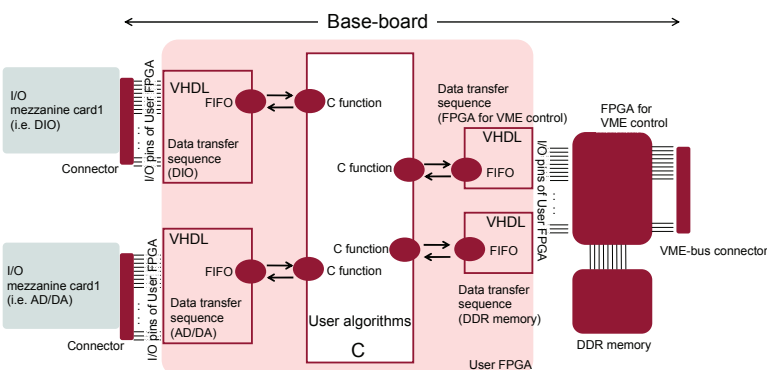 Base-board
I/O
mezzanine card1
(i.e. DIO)
Connector
I/O pins of User FPGA
VHDL
FIFO
Data transfer
sequence
(DIO)
C function
Data transfer
sequence
(FPGA for VME control)
VHDL
C function
FIFO
I/O pins of User FPGA
FPGA for
VME control
I/O
mezzanine card1
(i.e. AD/DA)
Connector
I/O pins of User FPGA
VHDL
FIFO
Data transfer
sequence
(AD/DA)
C function
C function
User algorithms
C
VHDL
FIFO
Data transfer
sequence
(DDR memory)
User FPGA
VME-bus connector
DDR memory